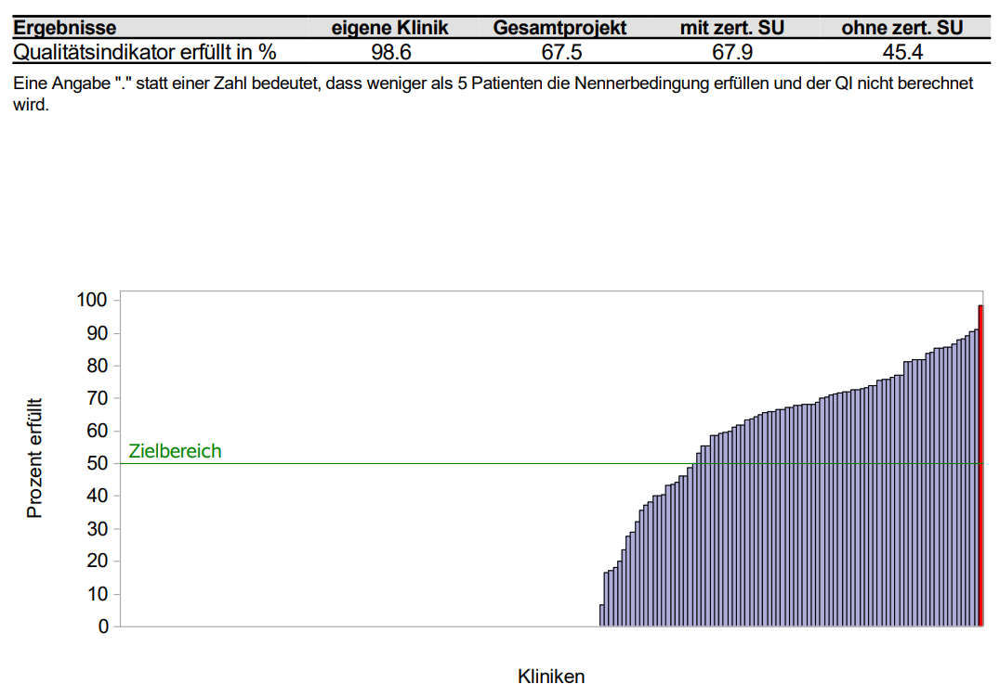 Ergebnisse eigene Klinik Gesamtprojekt mit zert. SU ohne zert. SU
Qualitätsindikator erfüllt in % 98.6 67.5 67.9 45.4
Eine Angabe "." statt einer Zahl bedeutet, dass weniger als 5 Patienten die Nennerbedingung erfüllen und der QI nicht berechnet
wird.
100
90
80
70
60
Zielbereich
50
40
30
20
10
0
Prozent erfüllt
Kliniken